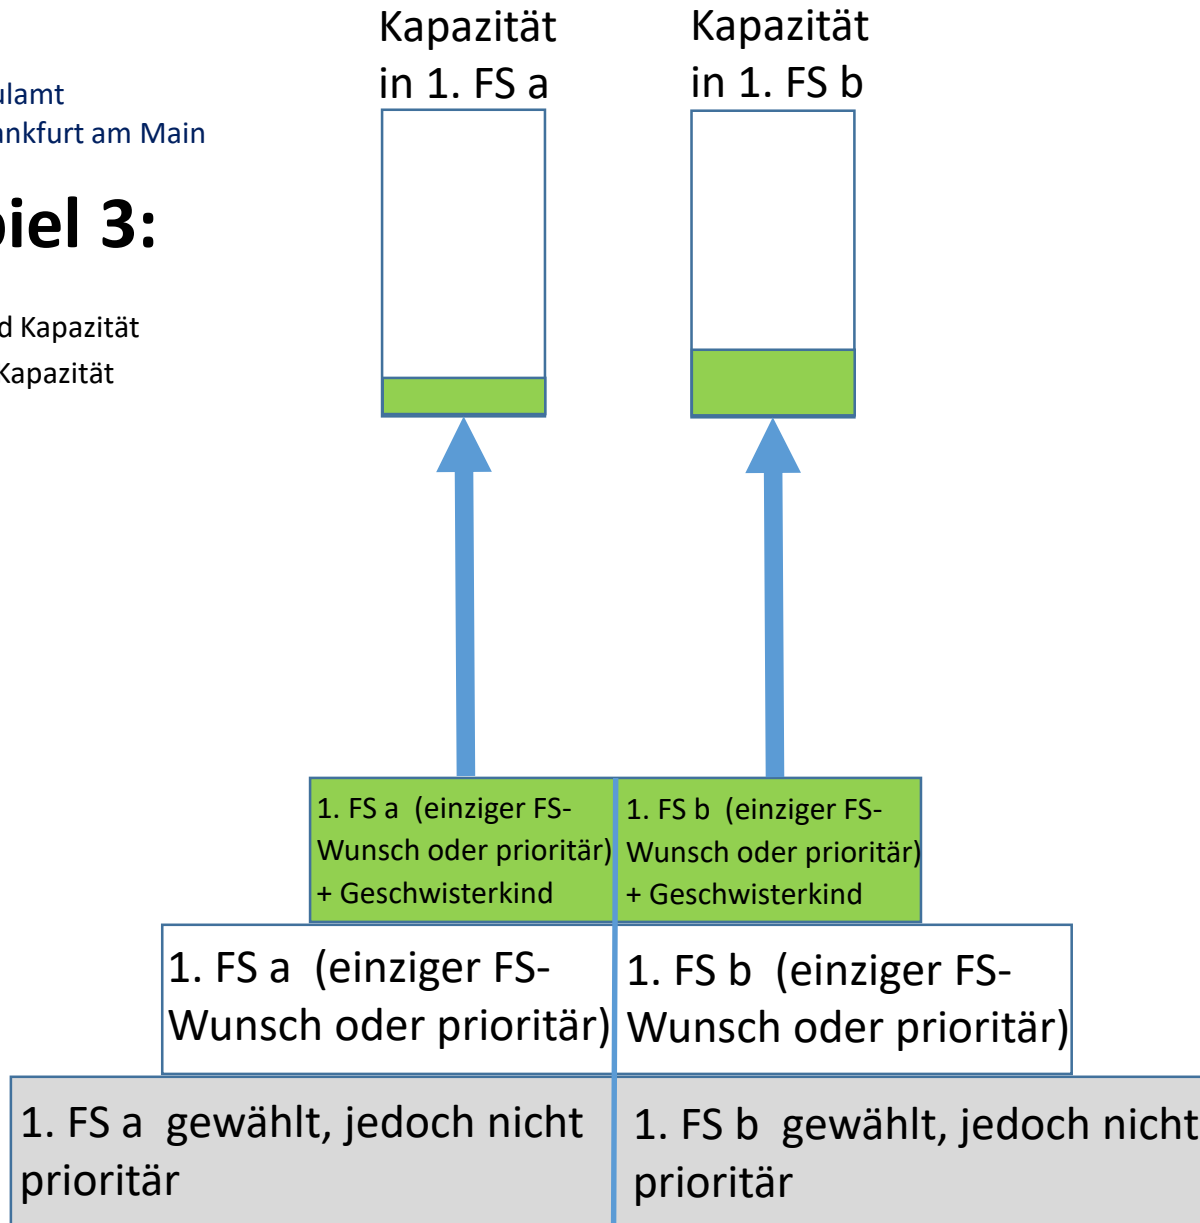 Kapazität
in 1. FS a
Kapazität
in 1. FS b
ulamt
ankfurt am Main
piel 3:
d Kapazität
Kapazität
1. FS a (einziger FS-
Wunsch oder prioritär)
+ Geschwisterkind
1. FS b (einziger FS-
Wunsch oder prioritär)
+ Geschwisterkind
1. FS a (einziger FS-
Wunsch oder prioritär)
1. FS b (einziger FS-
Wunsch oder prioritär)
1. FS a gewählt, jedoch nicht
prioritär
1. FS b gewählt, jedoch nicht
prioritär